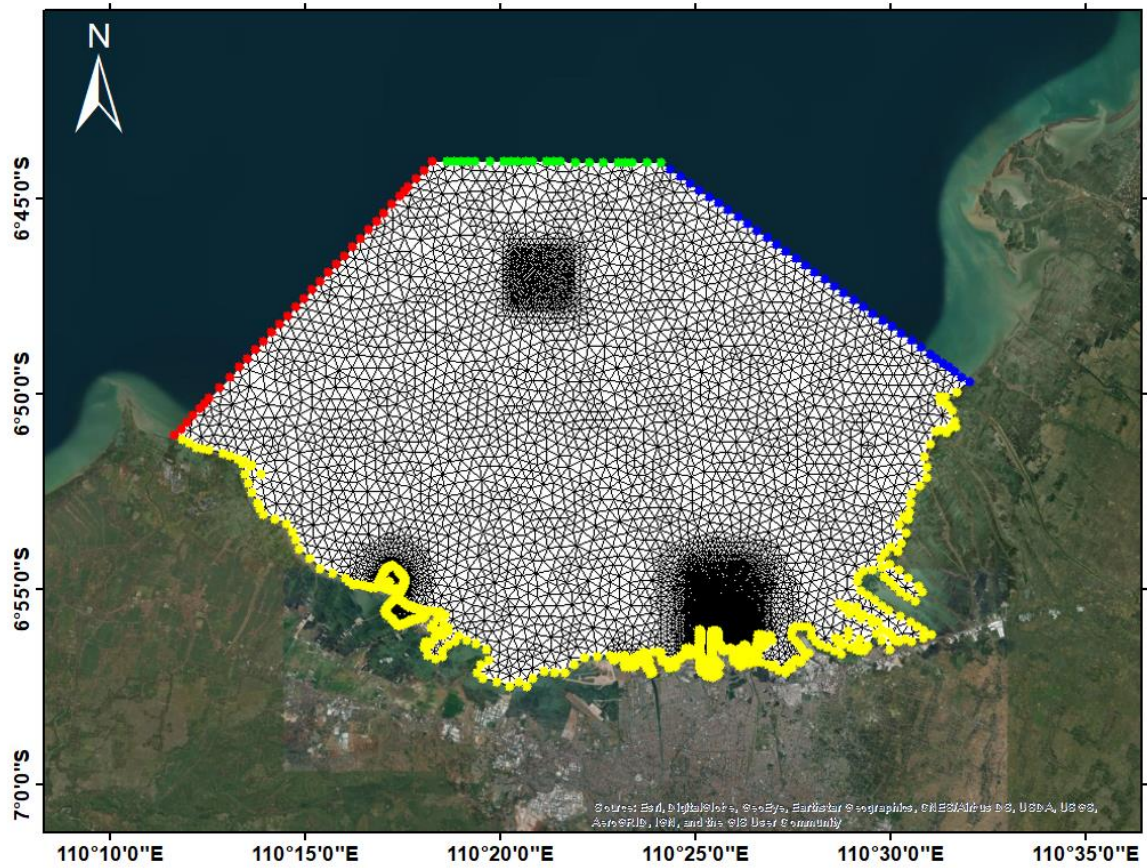 N
6°45'0"S
6°50'0"S
6°55'0"S
7°0'0"S
Source: Esri, DigitalGlobe, GeoEye, Earthstar Geographics, CNES/Airbus DS, USDA, USGS,
AeroGRID, IGN, and the GIS User Community
110°10'0"E 110°15'0"E 110°20'0"E 110°25'0"E 110°30'0"E 110°35'0"E